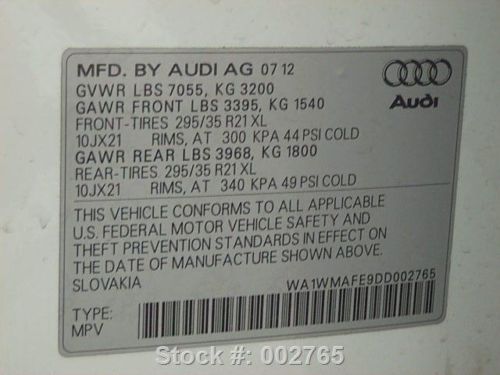 MFD. BY AUDI AG 07 12
GVWR LBS 7055, KG 3200
GAWR FRONT LBS 3395, KG 1540
FRONT-TIRES 295/35 R21 XL
10JX21 RIMS, AT 300 KPA 44 PSI COLD
GAWR REAR LBS 3968, KG 1800
REAR-TIRES 295/35 R21 XL
10JX21 RIMS, AT 340 KPA 49 PSI COLD
Audi
THIS VEHICLE CONFORMS TO ALL APPLICABLE
U.S. FEDERAL MOTOR VEHICLE SAFETY AND
THEFT PREVENTION STANDARDS IN EFFECT ON
THE DATE OF MANUFACTURE SHOWN ABOVE.
SLOVAKIA
WA1WMAFE9DD002765
TYPE:
MPV
Stock #: 002765